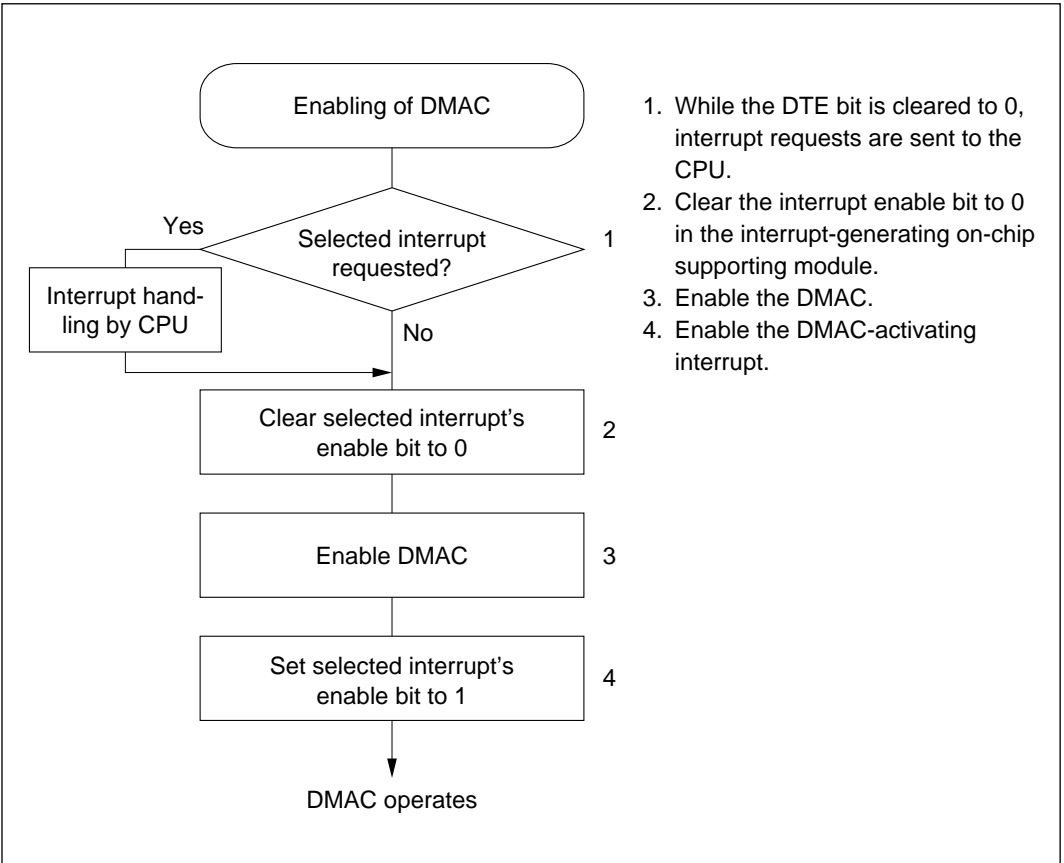 Enabling of DMAC
Yes
Selected interrupt
requested?
1
Interrupt hand-
ling by CPU
No
Clear selected interrupt's
enable bit to 0
2
Enable DMAC
3
Set selected interrupt's
enable bit to 1
4
DMAC operates
1. While the DTE bit is cleared to 0,
interrupt requests are sent to the
CPU.
2. Clear the interrupt enable bit to 0
in the interrupt-generating on-chip
supporting module.
3. Enable the DMAC.
4. Enable the DMAC-activating
interrupt.